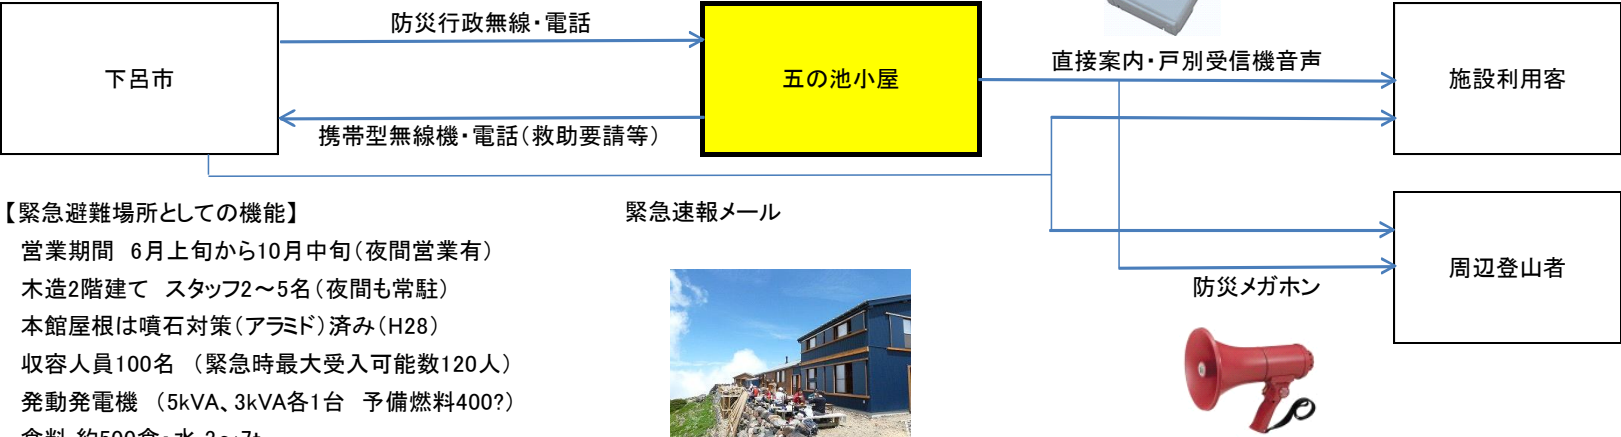 防災行政無線・電話
下呂市
五の池小屋
直接案内・戸別受信機音声
施設利用客
携帯型無線機・電話（救助要請等）
【緊急避難場所としての機能】
緊急速報メール
営業期間　6月上旬から10月中旬（夜間営業有）
木造2階建て　スタッフ2～5名（夜間も常駐）
周辺登山者
防災メガホン
本館屋根は噴石対策（アラミド）済み（H28）
収容人員100名　（緊急時最大受入可能数120人）
発動発電機　（5kVA、3kVA各1台　予備燃料400?）